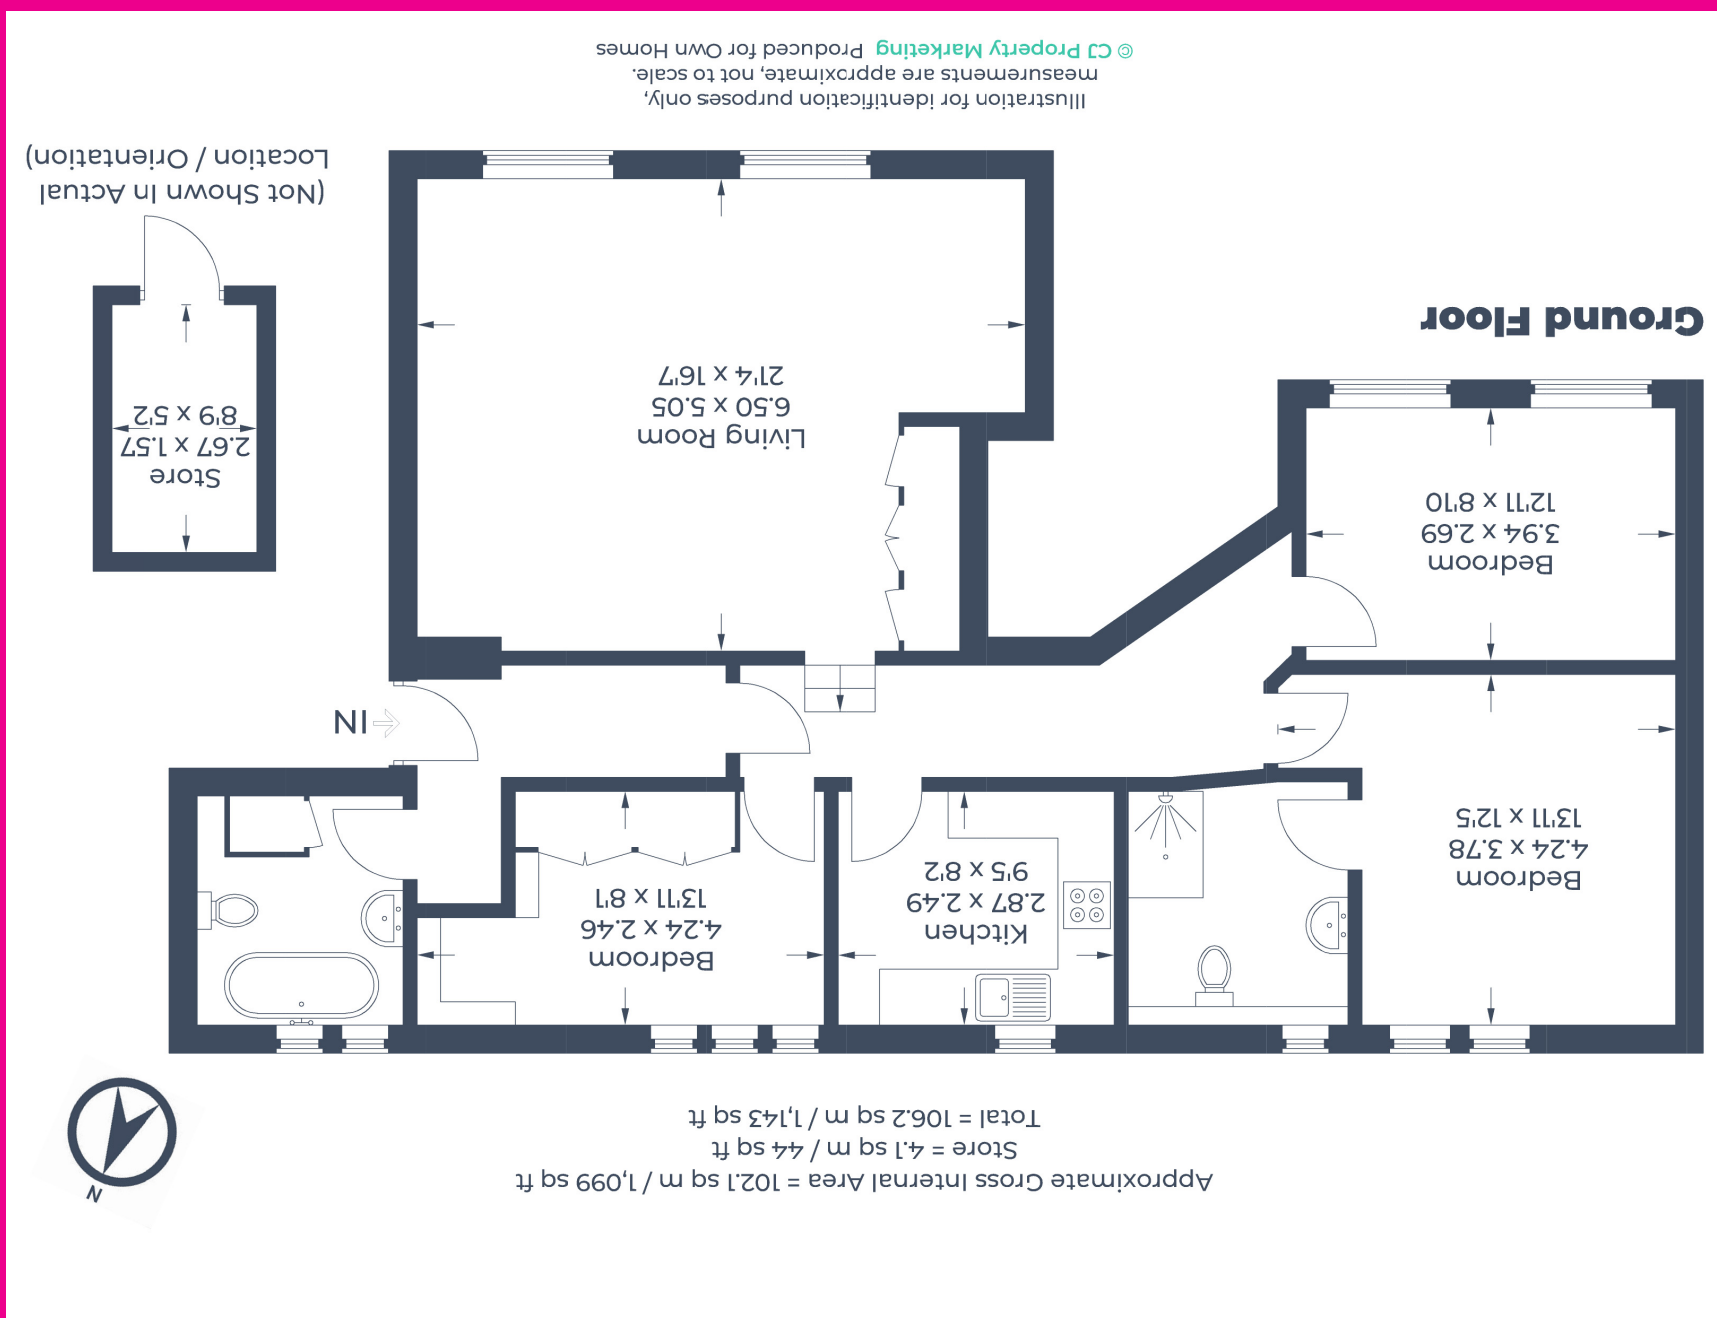 Approximate Gross Internal Area = 102.1 sq m / 1,099 sq ft
Store = 4.1 sq m / 44 sq ft
Total = 106.2 sq m / 1,143 sq ft
N
Bedroom
4.24 x 3.78
13'11 x 12'5
Kitchen
2.87 x 2.49
9'5 x 8'2
Bedroom
4.24 x 2.46
13'11 x 8'1
IN
Bedroom
3.94 x 2.69
12'11 x 8'10
Living Room
6.50 x 5.05
21'4 x 16'7
Store
2.67 x 1.57
8'9 x 5'2
(Not Shown In Actual
Location / Orientation)
Ground Floor
Illustration for identification purposes only,
measurements are approximate, not to scale.
© CJ Property Marketing Produced for Own Homes